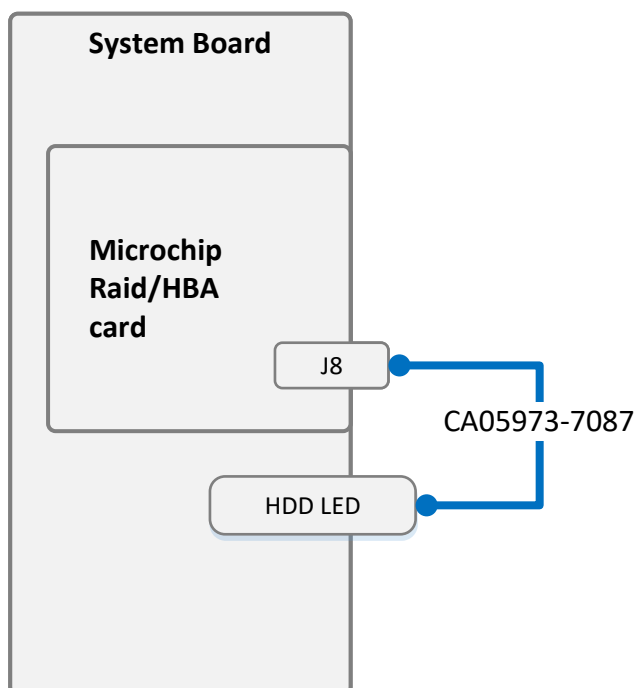 System Board
Microchip
Raid/HBA
card
J8
CA05973-7087
HDD LED